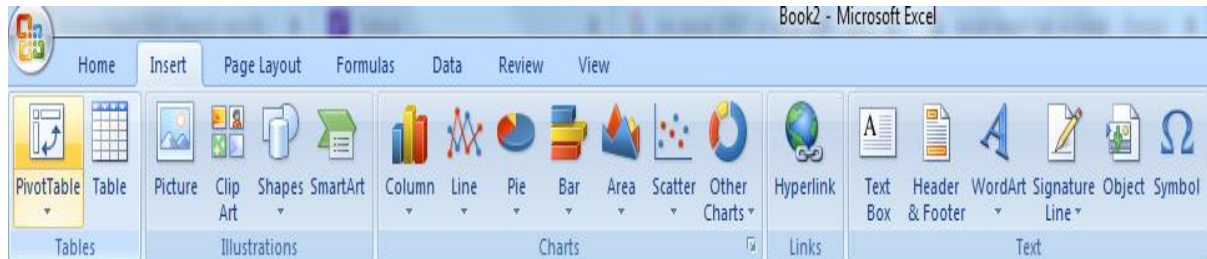 Book2 - Microsoft Excel
Home Insert Page Layout Formulas Data Review View
PivotTable Table Picture Clip Art Shapes SmartArt Column Line Pie Bar Area Scatter Other Charts Hyperlink Text Box Header & Footer WordArt Signature Line Object Symbol
Tables Illustrations Charts Links Text